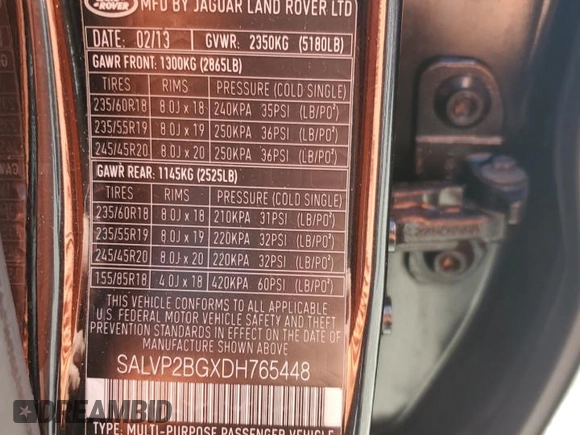 ROVER
MFD BY JAGUAR LAND ROVER LTD
DATE: 02/13 GVWR: 2350KG (5180LB)
GAWR FRONT: 1300KG (2865LB)
TIRES RIMS PRESSURE (COLD SINGLE)
235/60R18 8.0J x 18 240KPA 35PSI (LB/PO²)
235/55R19 8.0J x 19 250KPA 36PSI (LB/PO²)
245/45R20 8.0J x 20 250KPA 36PSI (LB/PO²)
GAWR REAR: 1145KG (2525LB)
TIRES RIMS PRESSURE (COLD SINGLE)
235/60R18 8.0J x 18 210KPA 31PSI (LB/PO²)
235/55R19 8.0J x 19 220KPA 32PSI (LB/PO²)
245/45R20 8.0J x 20 220KPA 32PSI (LB/PO²)
155/85R18 4.0J x 18 420KPA 60PSI (LB/PO²)
THIS VEHICLE CONFORMS TO ALL APPLICABLE
U.S. FEDERAL MOTOR VEHICLE SAFETY AND THEFT
PREVENTION STANDARDS IN EFFECT ON THE DATE
OF MANUFACTURE SHOWN ABOVE
SALVP2BGXDH765448
TYPE: MULTI-PURPOSE PASSENGER VEHICLE
DREAMBID